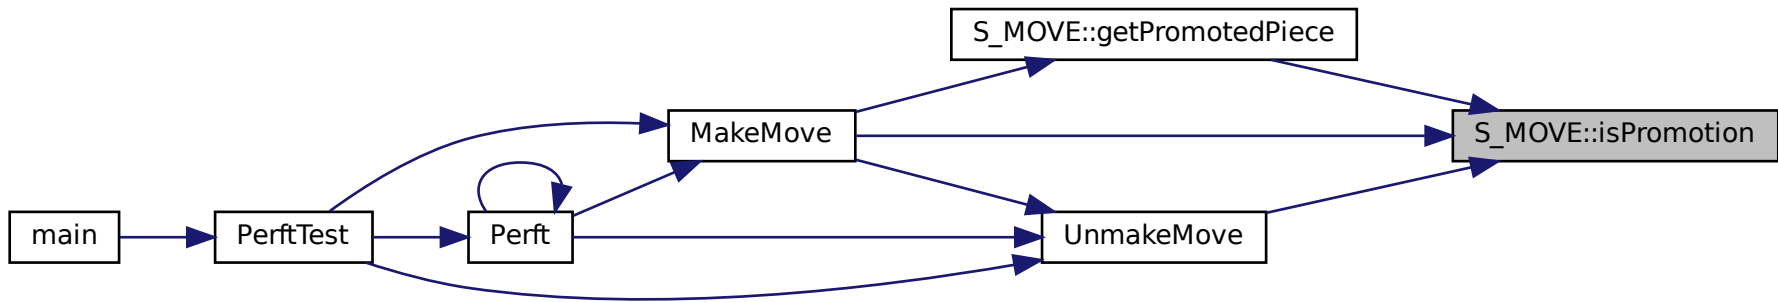 S_MOVE::getPromotedPiece
MakeMove
S_MOVE::isPromotion
main
PerftTest
Perft
UnmakeMove